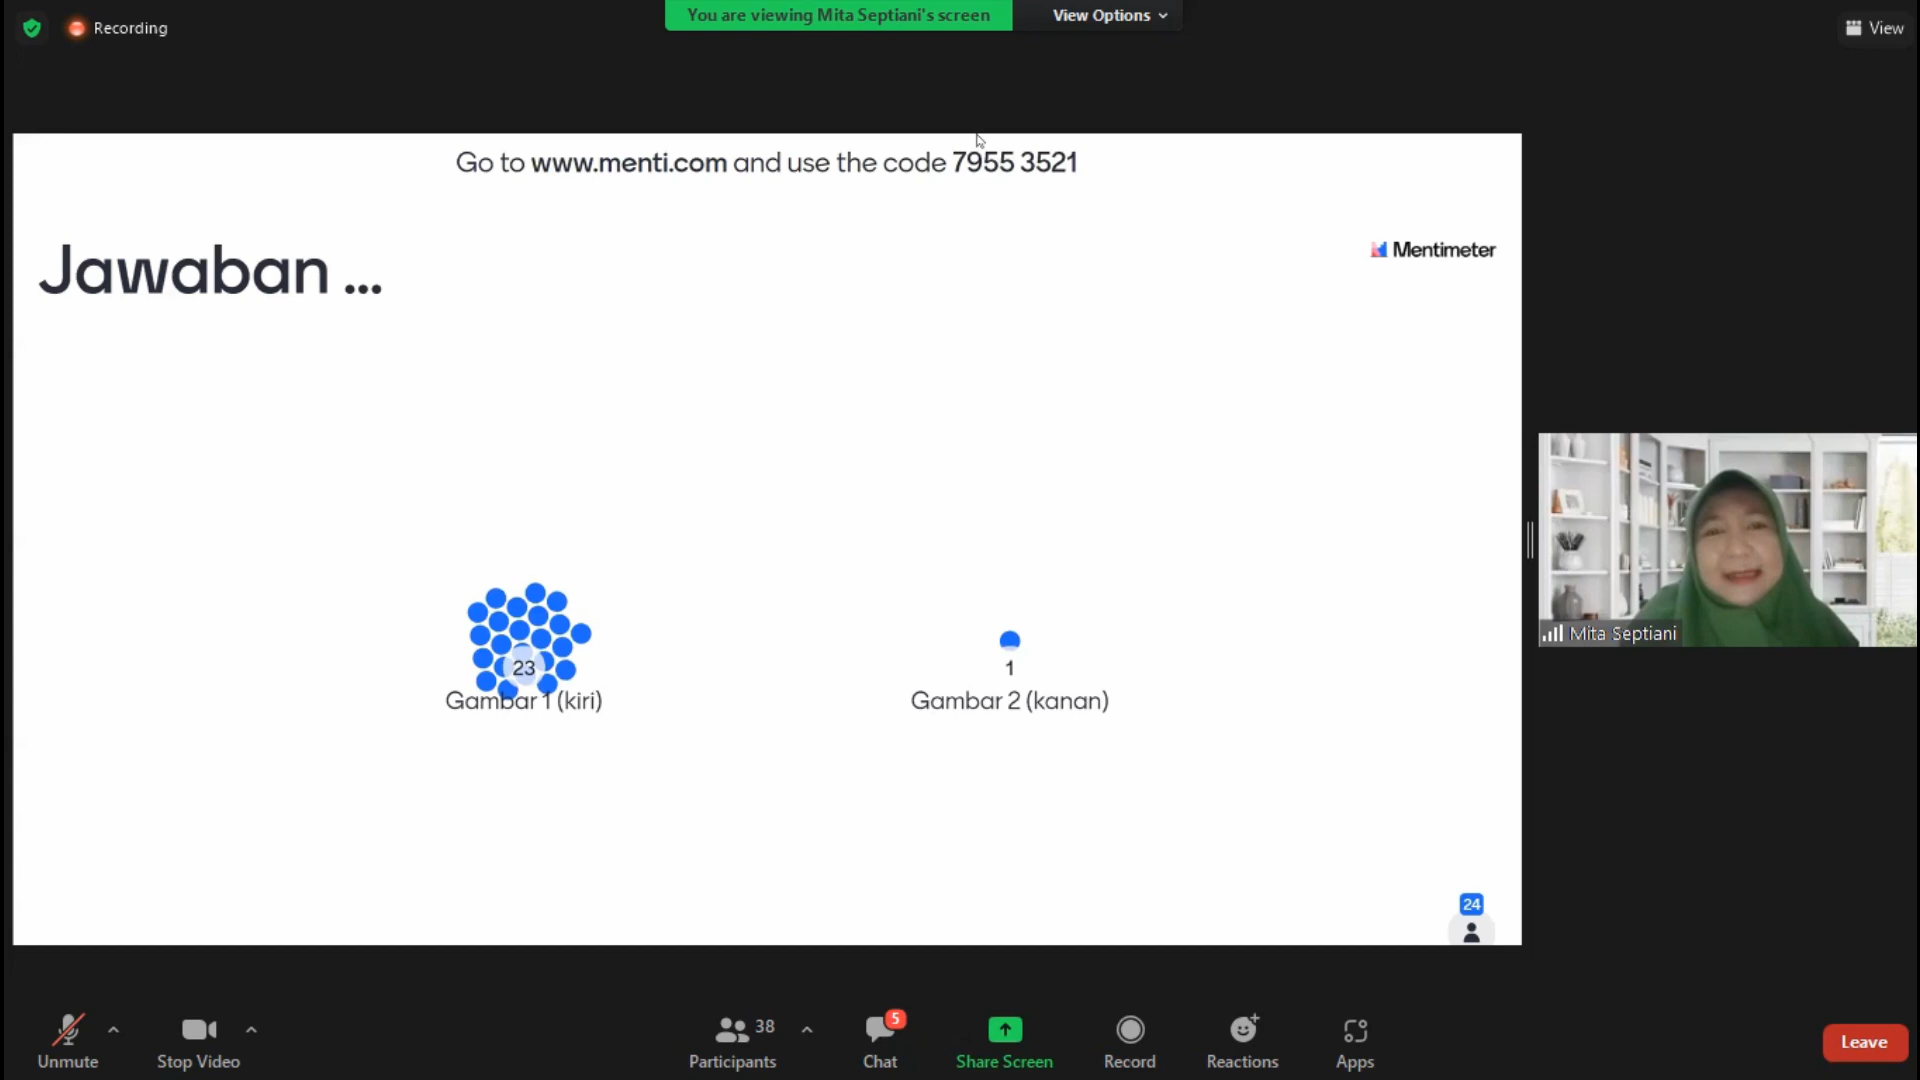 Recording
You are viewing Mita Septiani's screen
View Options
View
Go to www.menti.com and use the code 7955 3521
Jawaban ...
Mentimeter
23
1
Gambar 1 (kiri)
Gambar 2 (kanan)
Mita Septiani
24
Unmute
Stop Video
38
Participants
5
Chat
Share Screen
Record
Reactions
Apps
Leave